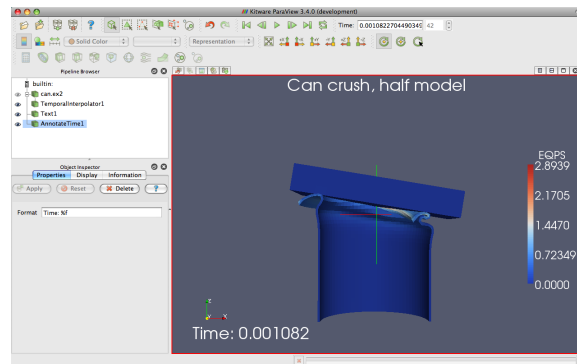 Kitware ParaView 3.4.0 (development)
Time: 0.0010822704490349 42
Solid Color
Representation
Pipeline Browser
builtin:
can.ex2
TemporalInterpolator1
Text1
AnnotateTime1
Object Inspector
Properties Display Information
Apply Reset Delete ?
Format Time: %f
Can crush, half model
EQPS
2.8939
2.1705
1.4470
0.72349
0.0000
Time: 0.001082